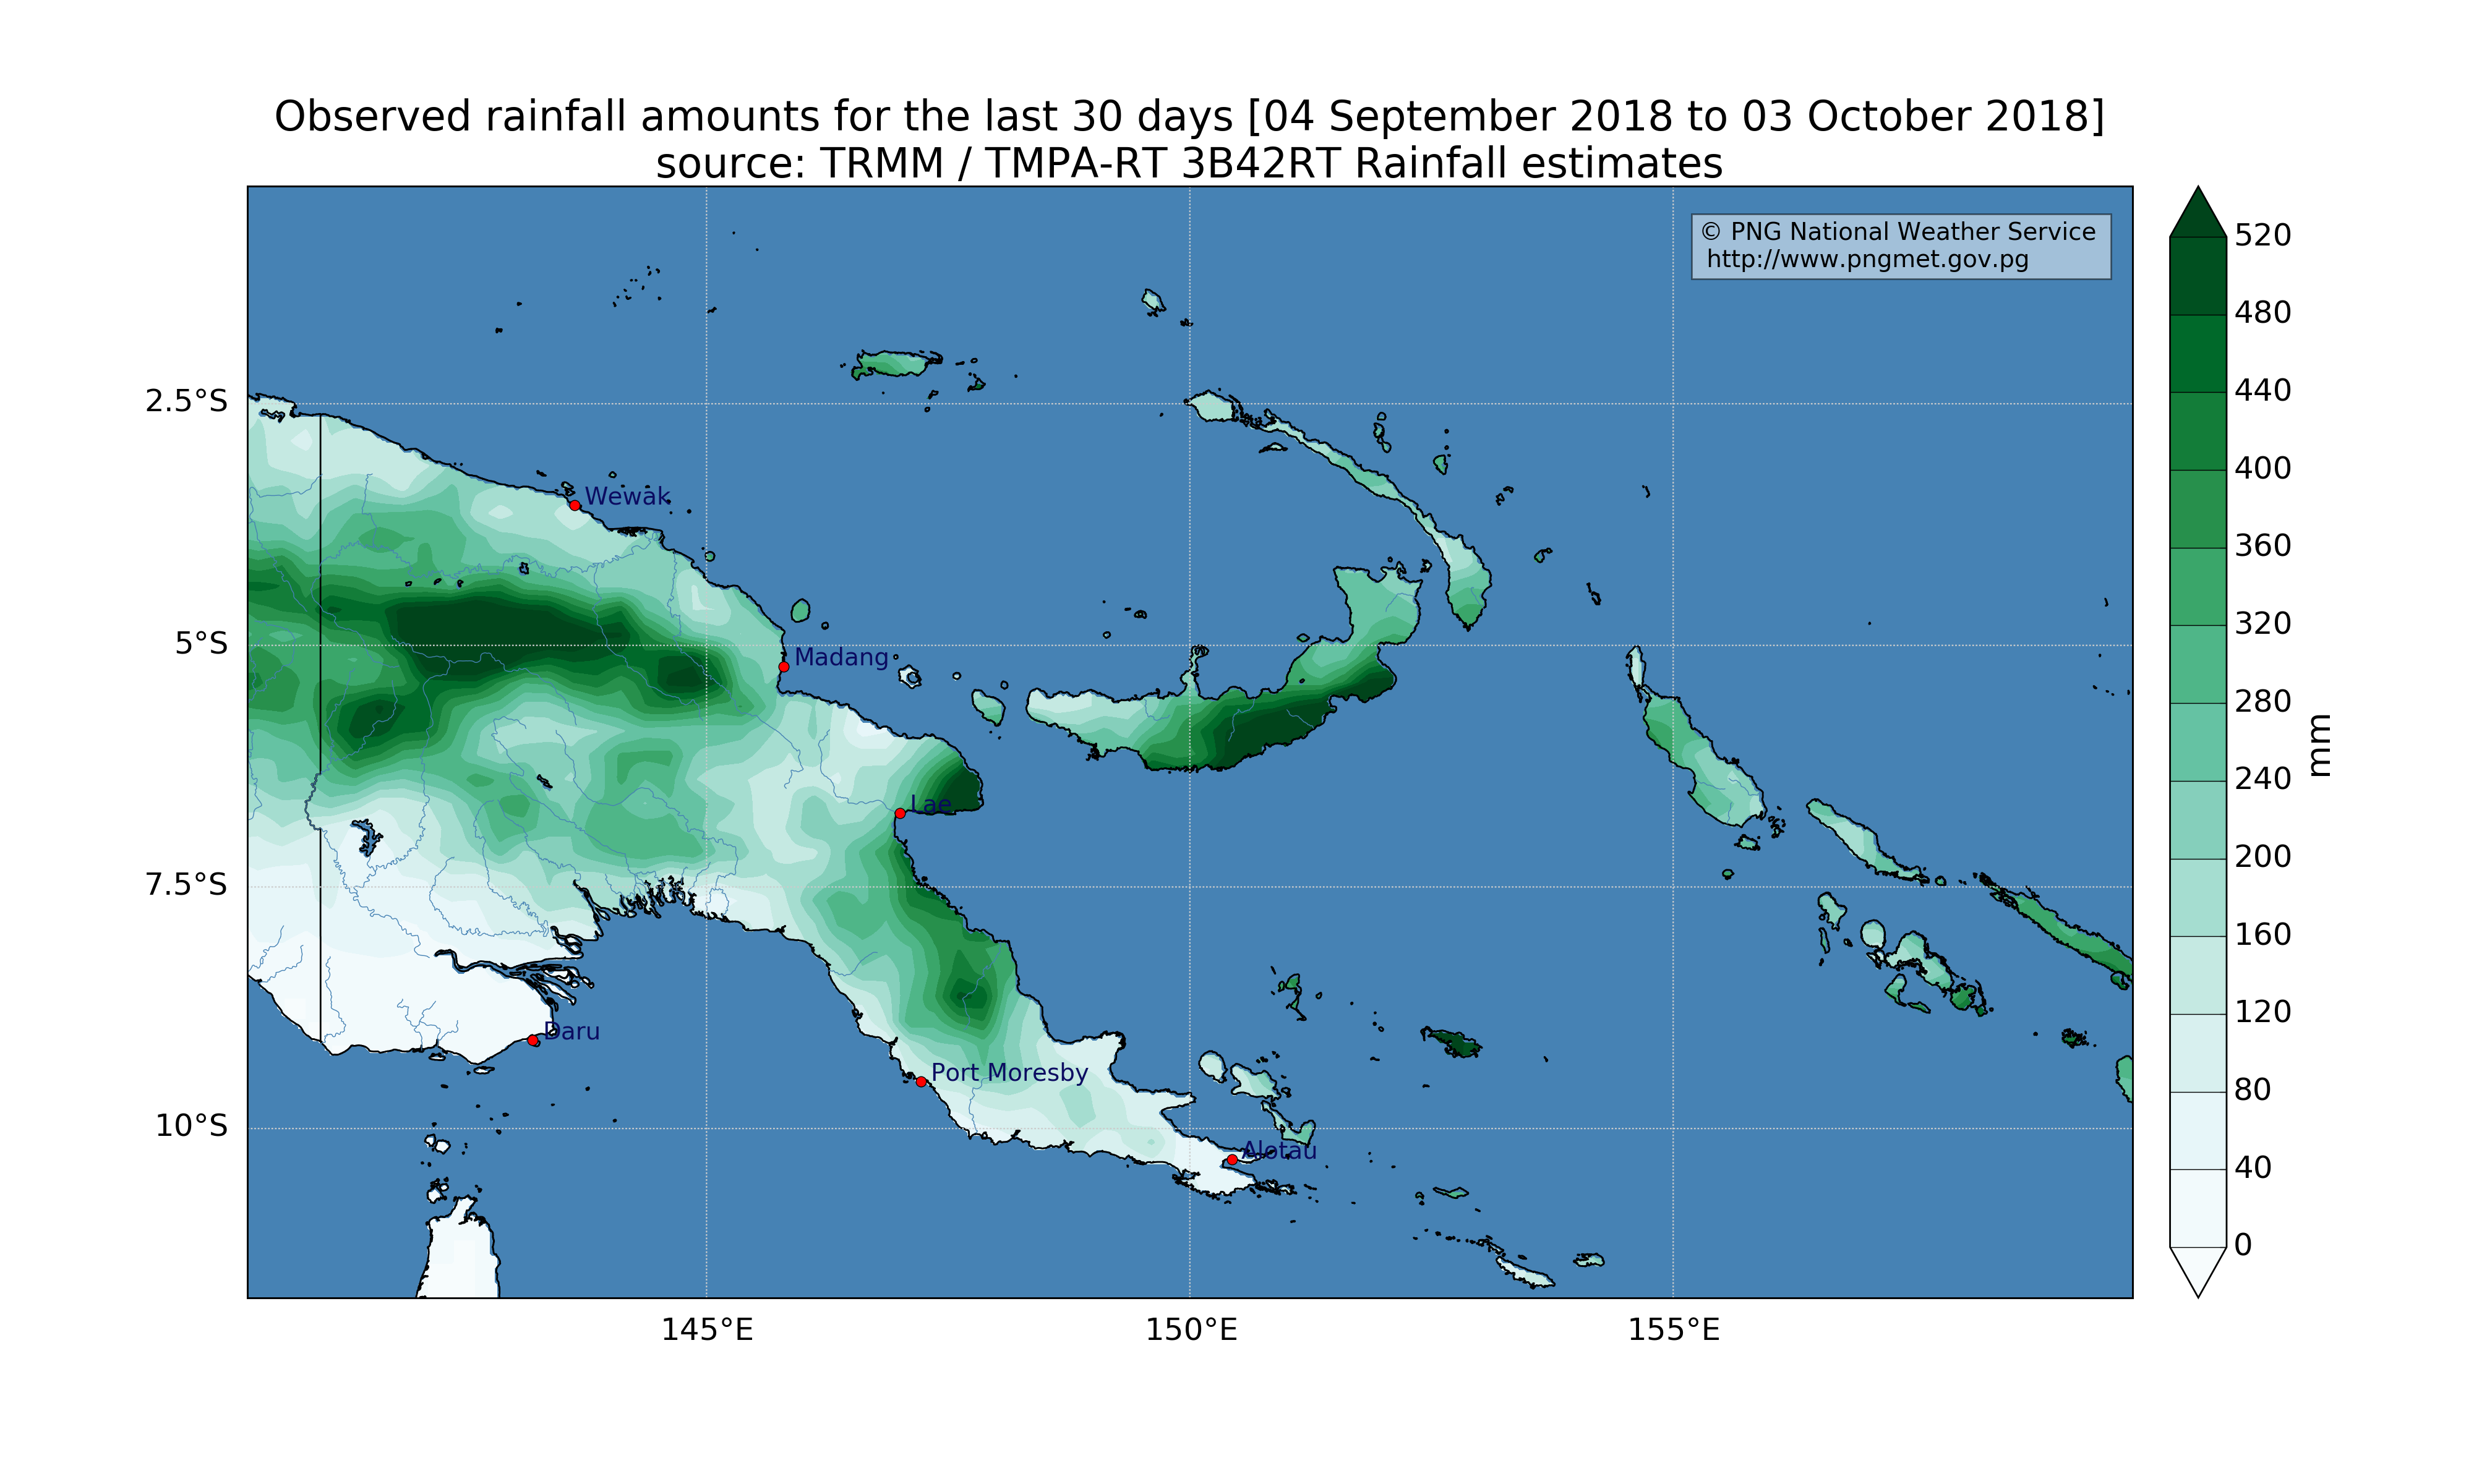 Observed rainfall amounts for the last 30 days [04 September 2018 to 03 October 2018]
source: TRMM / TMPA-RT 3B42RT Rainfall estimates
© PNG National Weather Service
http://www.pngmet.gov.pg
520
480
440
400
360
320
280
240
200
160
120
80
40
0
mm
2.5°S
5°S
7.5°S
10°S
Wewak
Madang
Lae
Daru
Port Moresby
Alotau
145°E
150°E
155°E